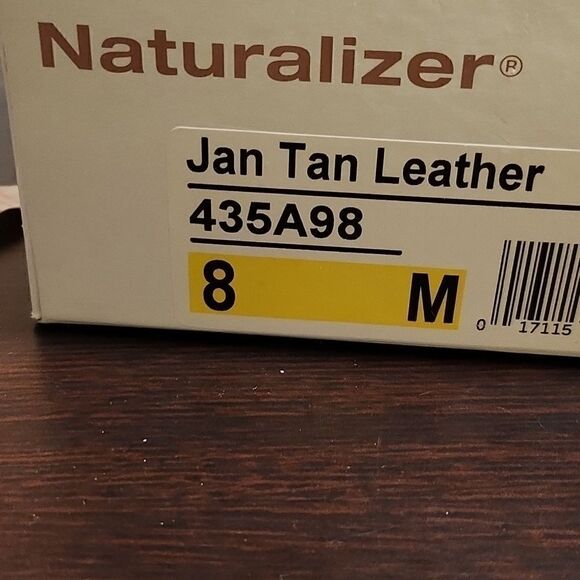 Naturalizer®
Jan Tan Leather
435A98
8 M
0 17115